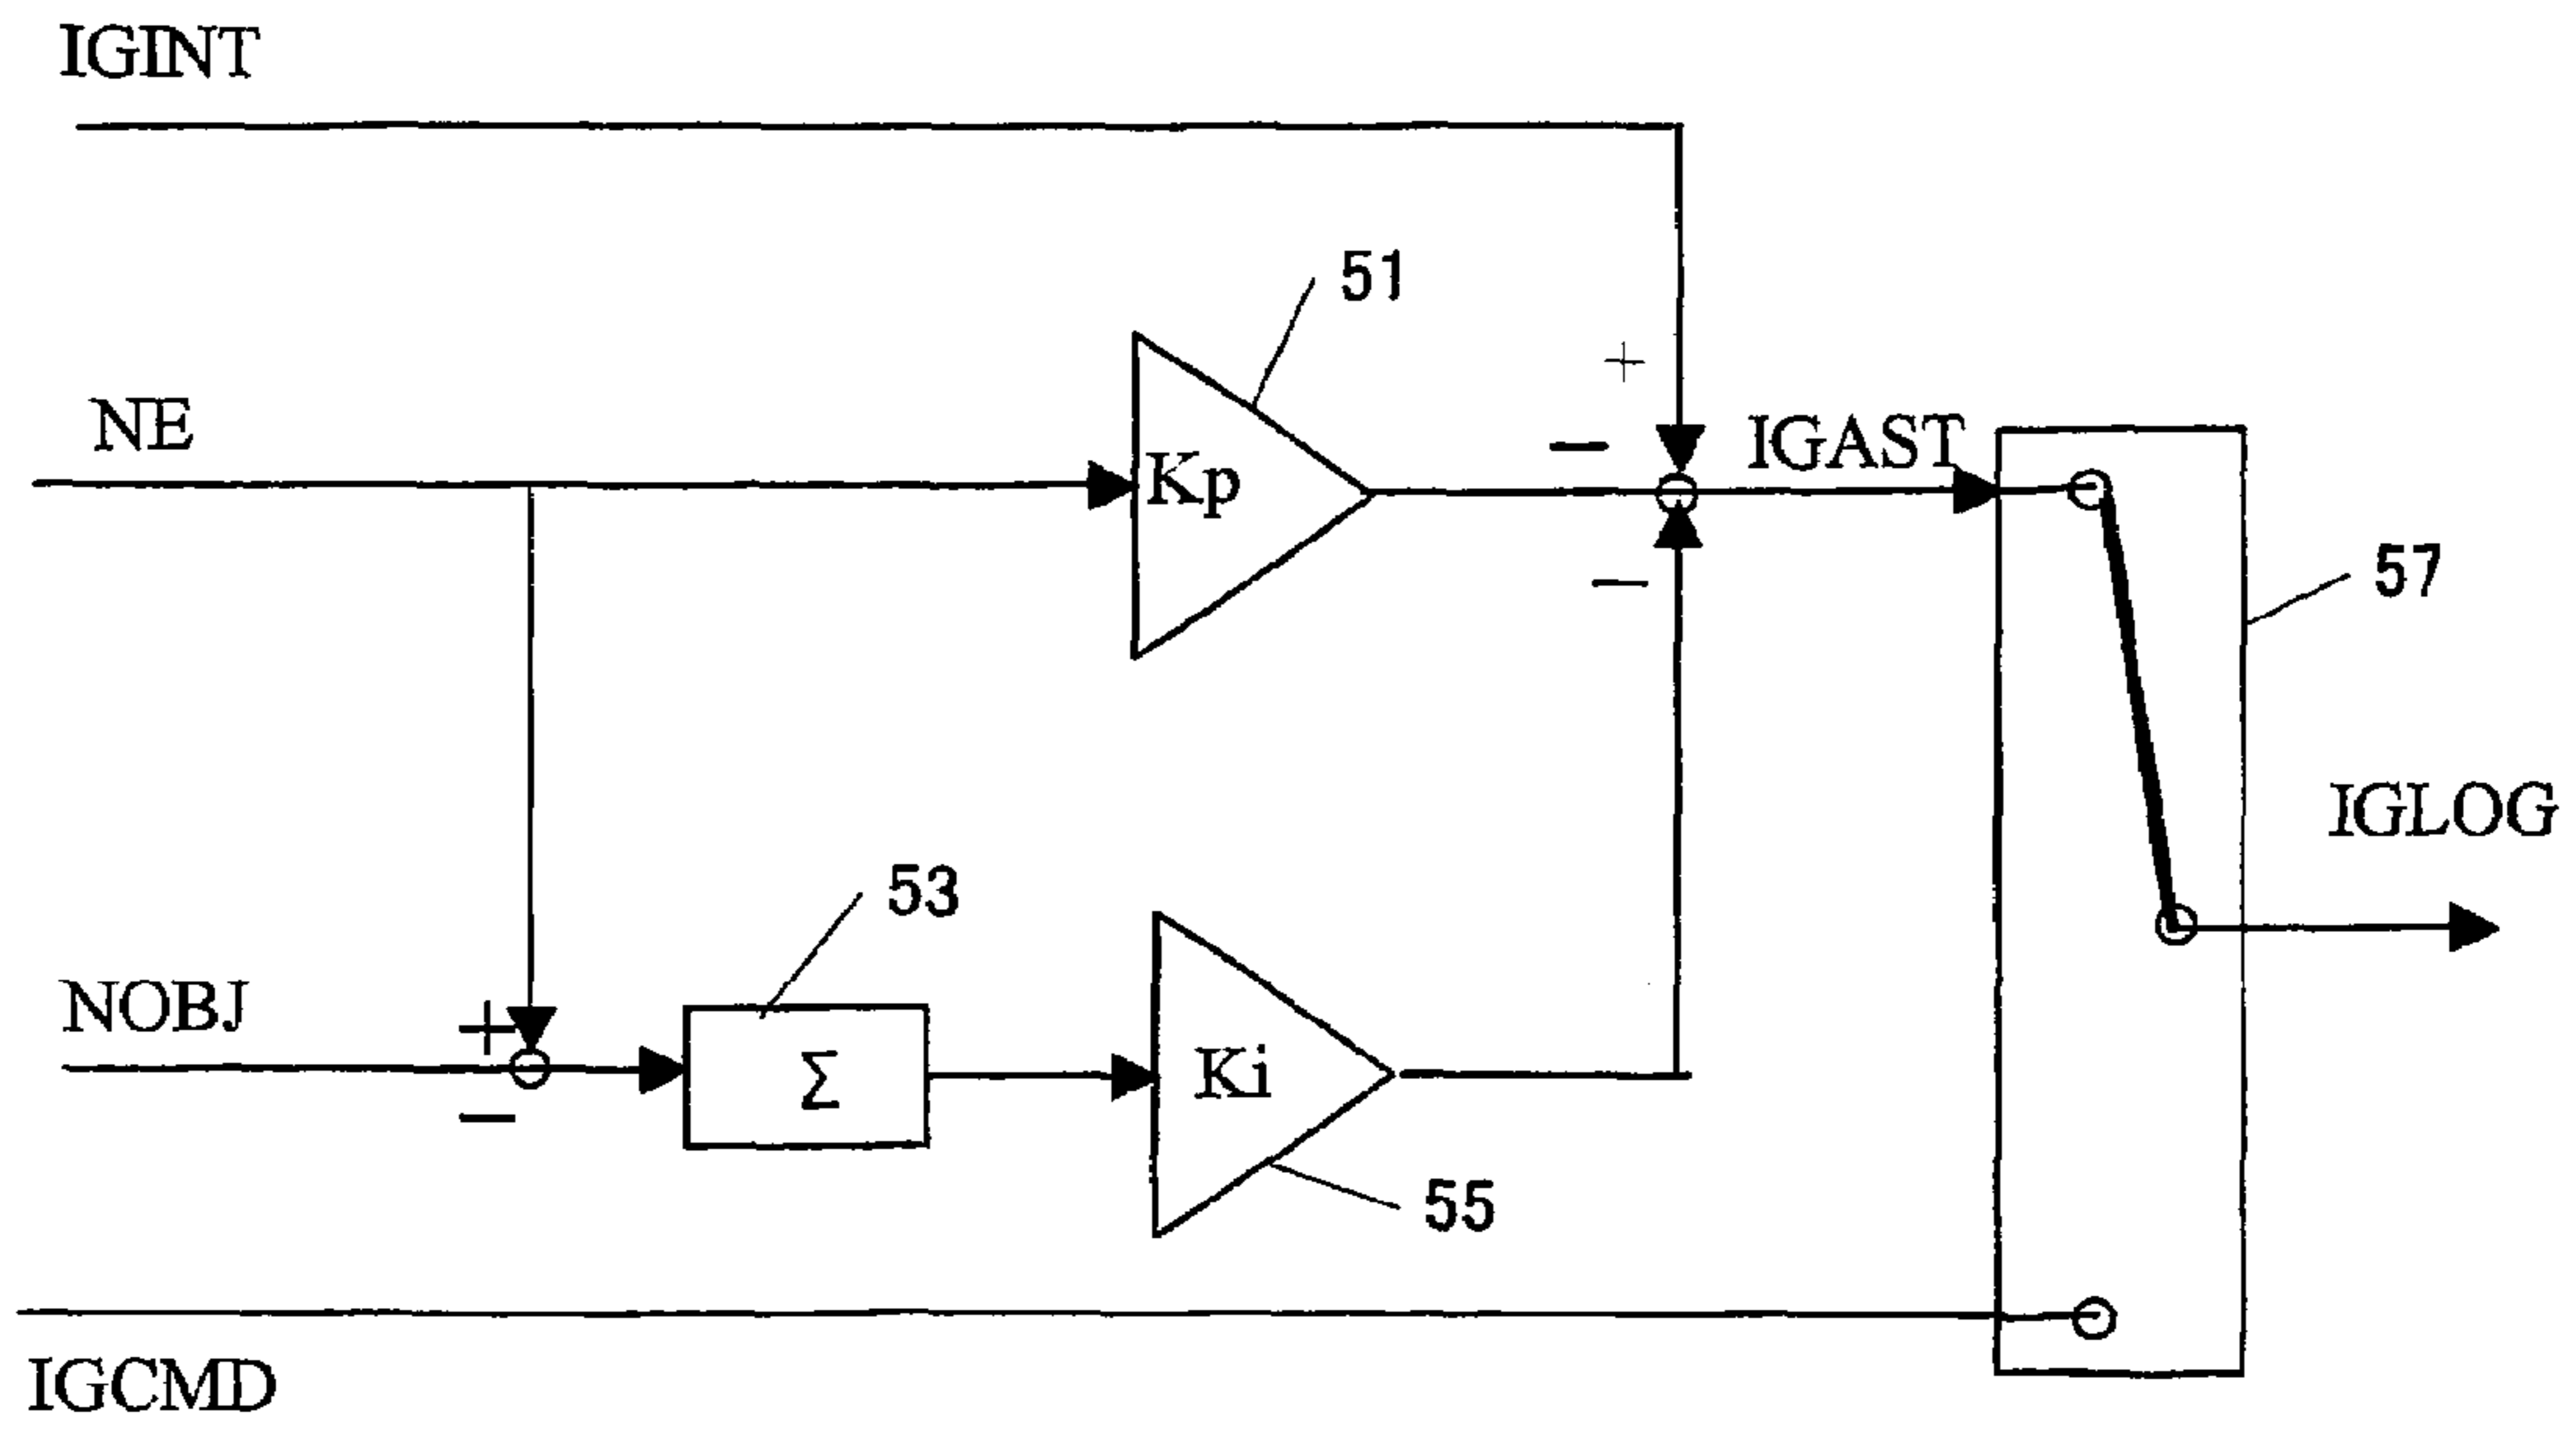 IGINT
51
+
NE
Kp
−
IGAST
−
57
IGLOG
53
NOBJ
+
−
Σ
Ki
55
IGCMD